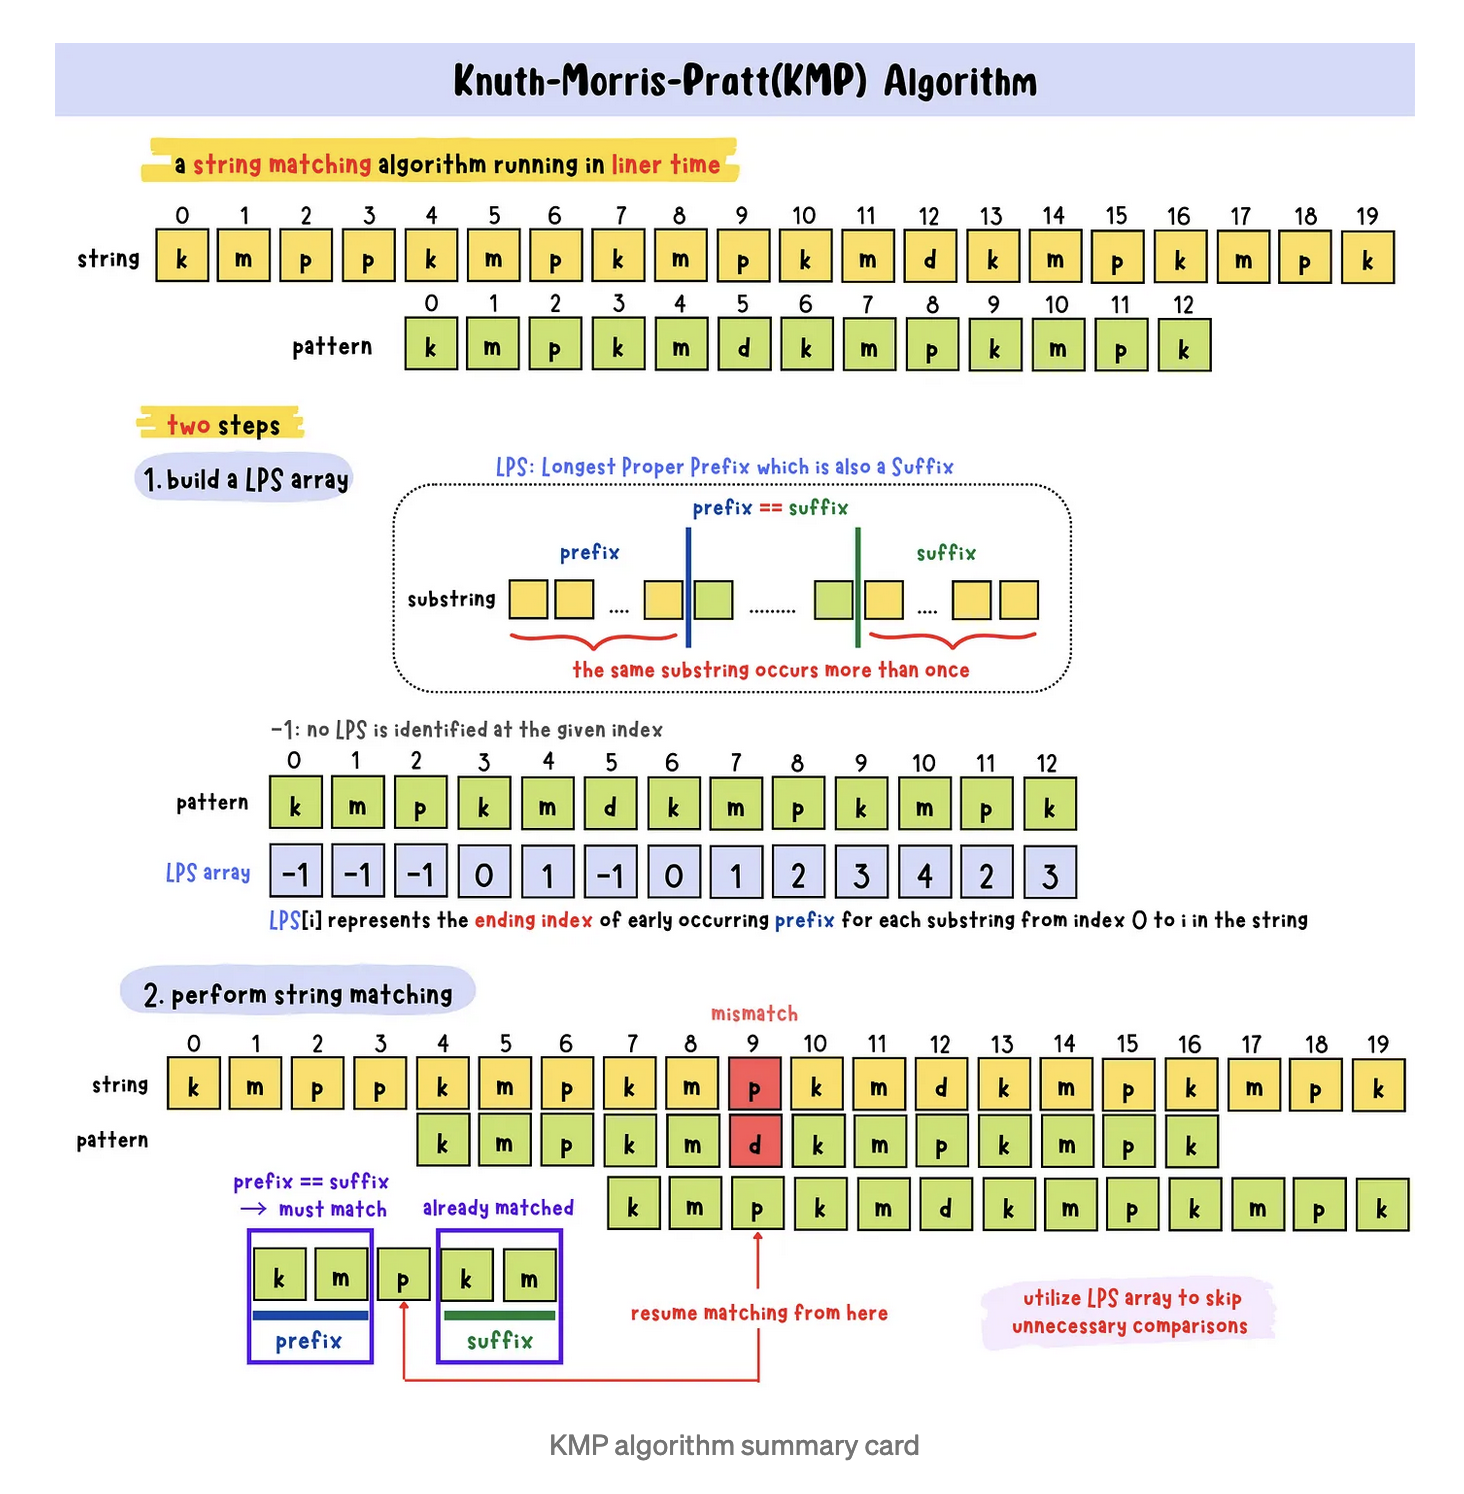 Knuth-Morris-Pratt(KMP) Algorithm
a string matching algorithm running in liner time
0 1 2 3 4 5 6 7 8 9 10 11 12 13 14 15 16 17 18 19
string k m p p k m p k m p k m d k m p k m p k
0 1 2 3 4 5 6 7 8 9 10 11 12
pattern k m p k m d k m p k m p k
two steps
1. build a LPS array
LPS: Longest Proper Prefix which is also a Suffix
prefix == suffix
prefix suffix
substring .... ......... ....
the same substring occurs more than once
-1: no LPS is identified at the given index
0 1 2 3 4 5 6 7 8 9 10 11 12
pattern k m p k m d k m p k m p k
LPS array -1 -1 -1 0 1 -1 0 1 2 3 4 2 3
LPS[i] represents the ending index of early occurring prefix for each substring from index 0 to i in the string
2. perform string matching
mismatch
0 1 2 3 4 5 6 7 8 9 10 11 12 13 14 15 16 17 18 19
string k m p p k m p k m p k m d k m p k m p k
pattern k m p k m d k m p k m p k
k m p k m d k m p k m p k
prefix == suffix
→ must match already matched
k m p k m
prefix suffix
resume matching from here
utilize LPS array to skip
unnecessary comparisons
KMP algorithm summary card